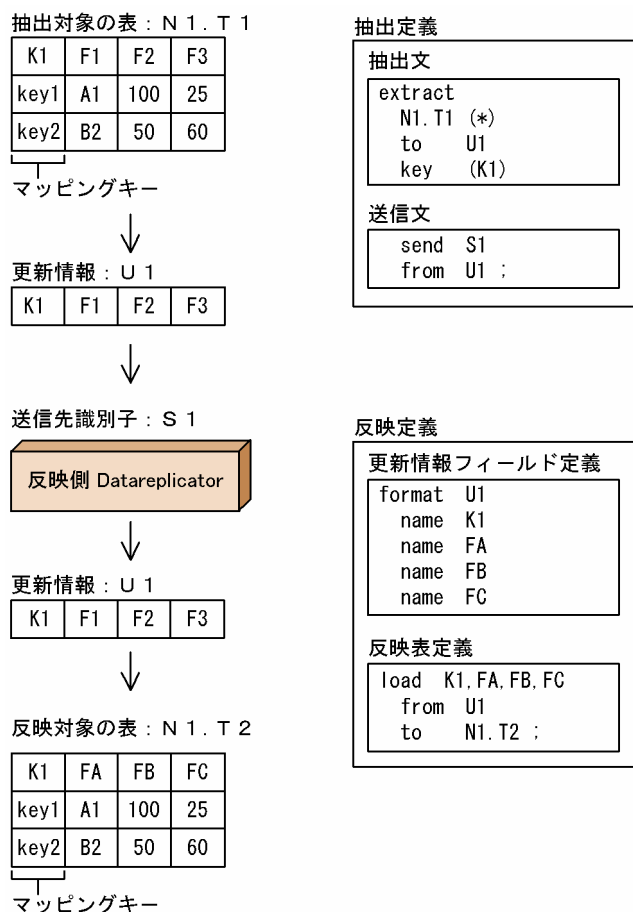 抽出対象の表：Ｎ１．Ｔ１
K1 F1 F2 F3
key1 A1 100 25
key2 B2 50 60
マッピングキー
更新情報：Ｕ１
K1 F1 F2 F3
送信先識別子：Ｓ１
反映側 Datareplicator
更新情報：Ｕ１
K1 F1 F2 F3
反映対象の表：Ｎ１．Ｔ２
K1 FA FB FC
key1 A1 100 25
key2 B2 50 60
マッピングキー
抽出定義
抽出文
extract
N1.T1 (*)
to U1
key (K1)
送信文
send S1
from U1 ;
反映定義
更新情報フィールド定義
format U1
name K1
name FA
name FB
name FC
反映表定義
load K1,FA,FB,FC
from U1
to N1.T2 ;